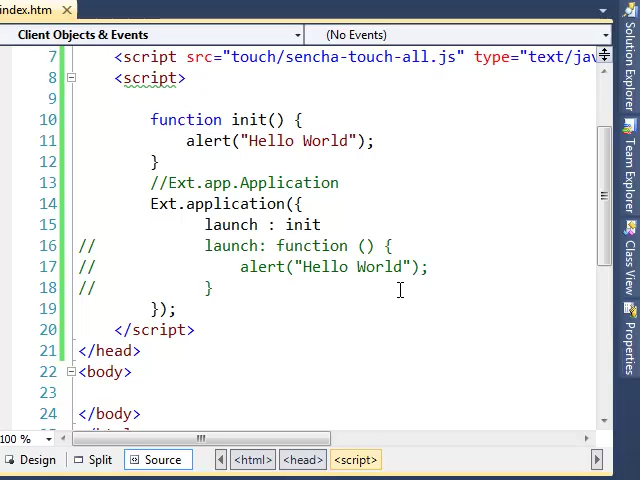 index.htm
Client Objects & Events
(No Events)
7 <script src="touch/sencha-touch-all.js" type="text/jav
8 <script>
9
10 function init() {
11 alert("Hello World");
12 }
13 //Ext.app.Application
14 Ext.application({
15 launch : init
16 // launch: function () {
17 // alert("Hello World");
18 // }
19 });
20 </script>
21 </head>
22 <body>
23
24 </body>
100 %
Design
Split
Source
<html>
<head>
<script>
Solution Explorer
Team Explorer
Class View
Properties